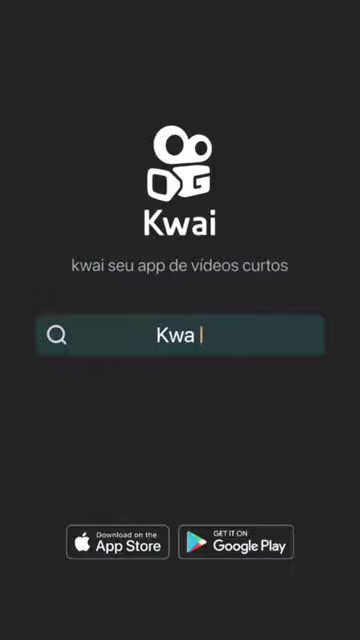 Kwai
kwai seu app de vídeos curtos
Kwa
Download on the
App Store
GET IT ON
Google Play